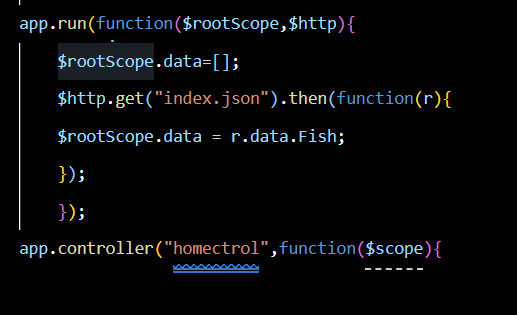 app.run(function($rootScope,$http){
$rootScope.data=[];
$http.get("index.json").then(function(r){
$rootScope.data = r.data.Fish;
});
});
app.controller("homectrol",function($scope){